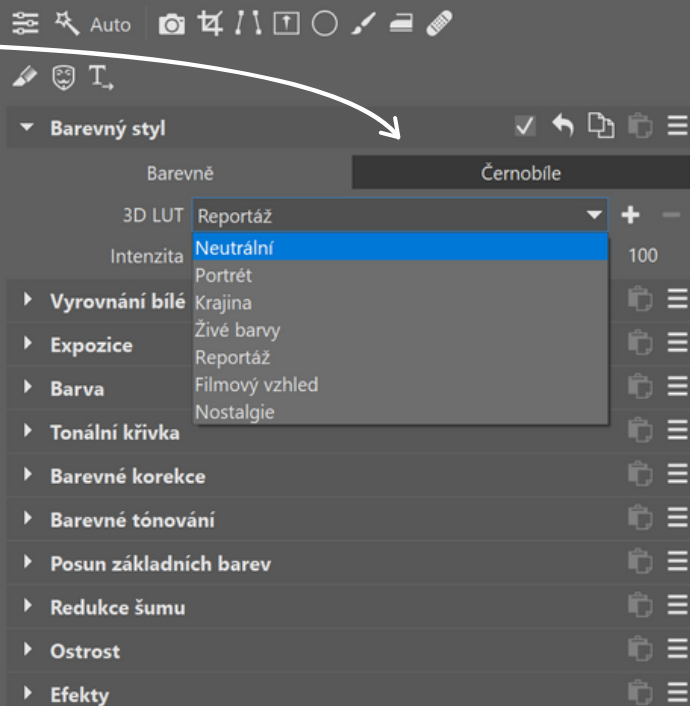 Auto
Barevný styl
Barevně Černobíle
3D LUT Reportáž
Intenzita 100
Neutrální
Portrét
Krajina
Živé barvy
Reportáž
Filmový vzhled
Nostalgie
Vyrovnání bílé
Expozice
Barva
Tonální křivka
Barevné korekce
Barevné tónování
Posun základních barev
Redukce šumu
Ostrost
Efekty